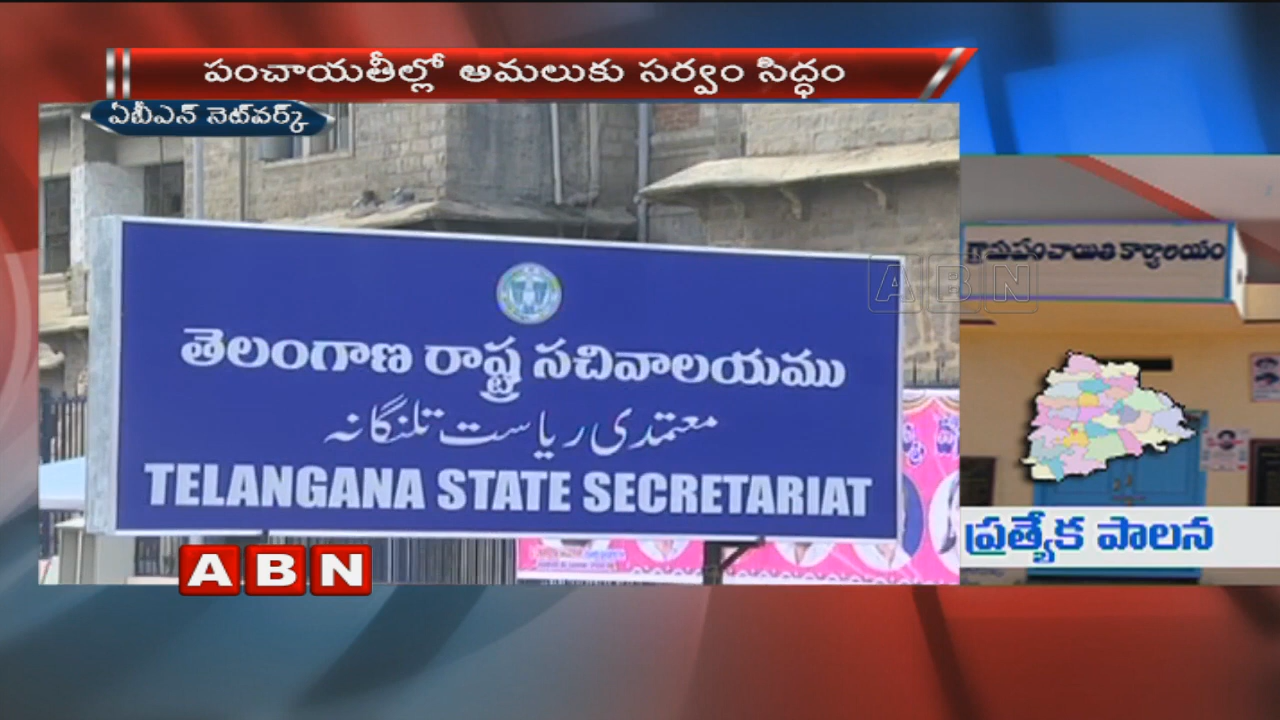 పంచాయతీల్లో అమలుకు సర్వం సిద్ధం
ఏబీఎన్ నెట్‌వర్క్
తెలంగాణ రాష్ట్ర సచివాలయము
معتمدی ریاست تلنگانہ
TELANGANA STATE SECRETARIAT
ABN
గ్రామపంచాయితి కార్యాలయం
ప్రత్యేక పాలన
ABN